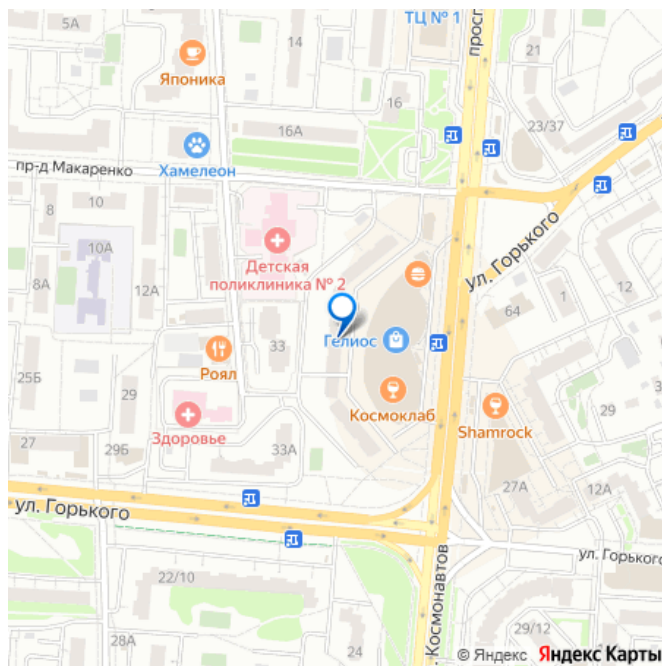 5А
14
ТЦ № 1
просп
21
Японика
16
23/37
16А
пр-д Макаренко
Хамелеон
8
10
ул. Горького
10А
Детская
поликлиника № 2
8А
12А
64
1
33
Гелиос
Роял
25Б
29
Космоклаб
Shamrock
29
27
29Б
Здоровье
33А
27А
12А
ул. Горького
ул. Горького
22/10
. Космонавтов
28А
24
29/12
© Яндекс Яндекс Карты